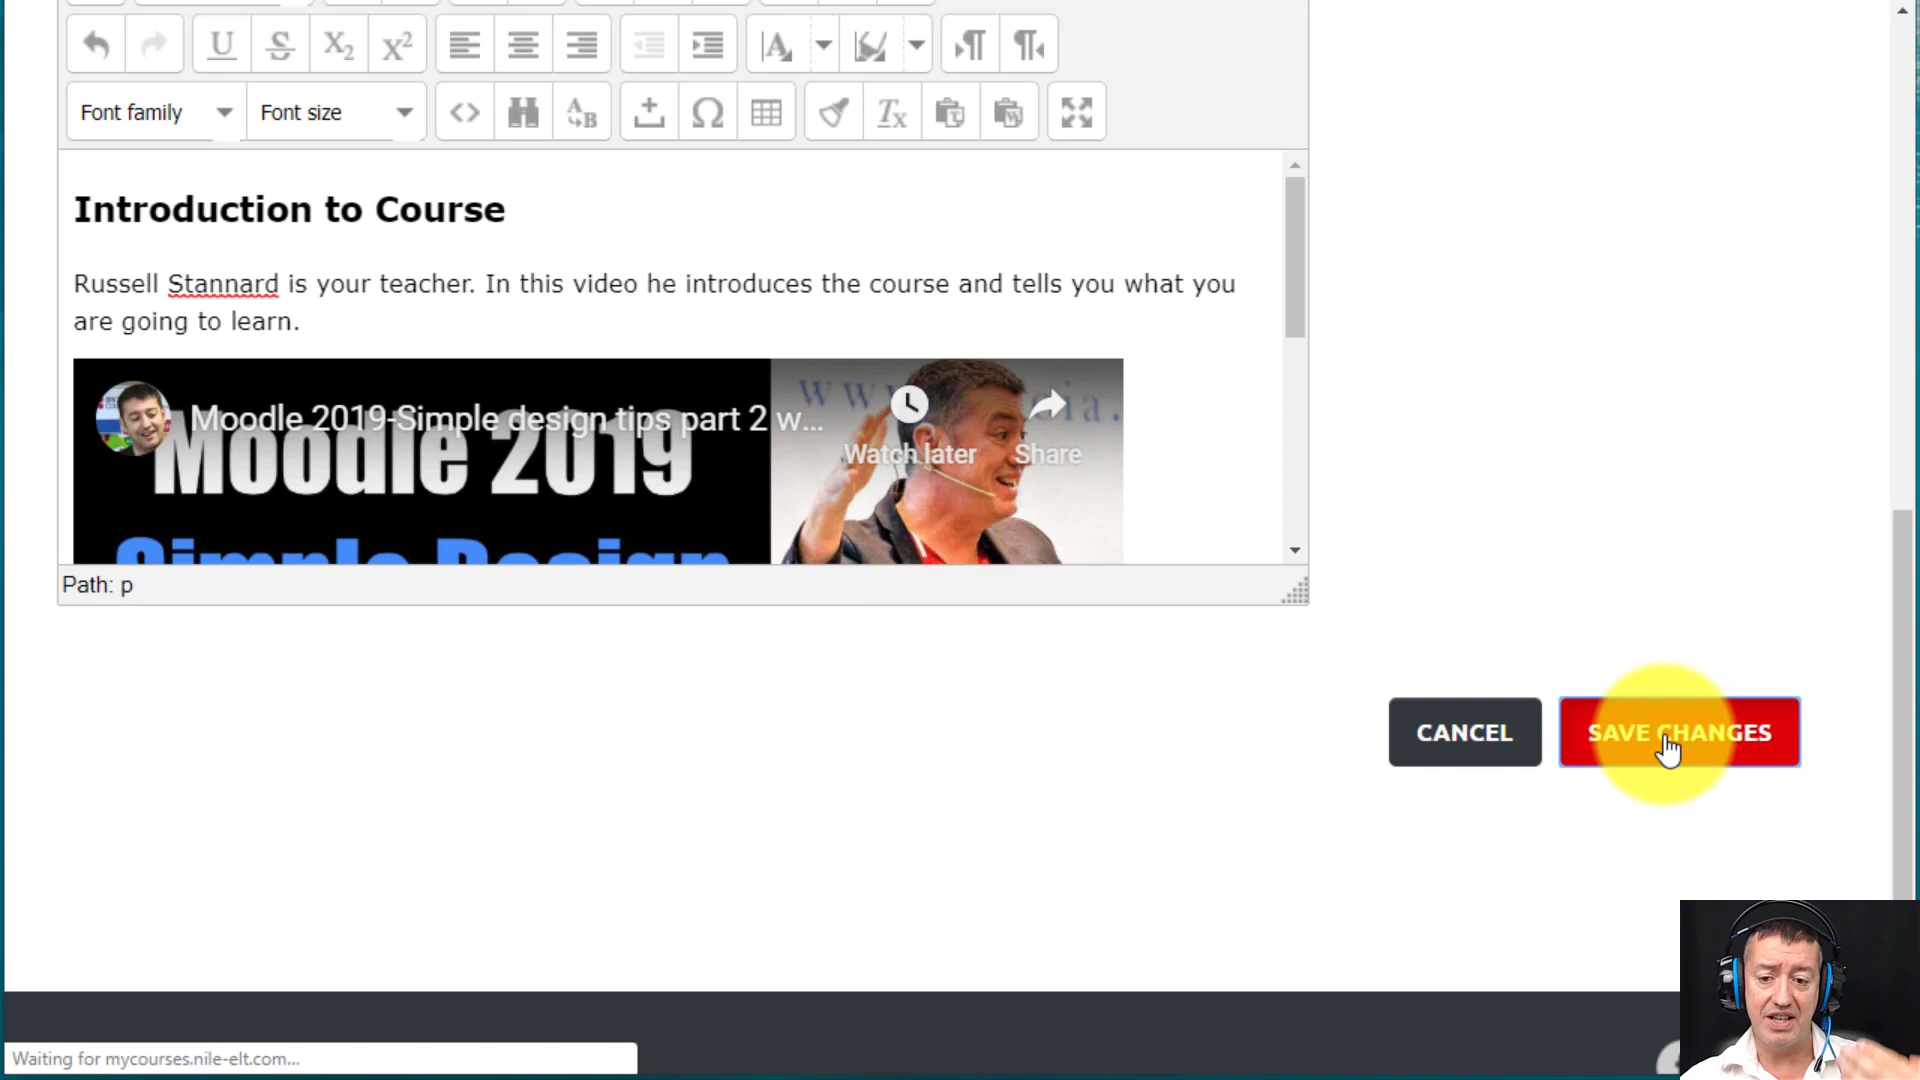 Font family
Font size
Introduction to Course
Russell Stannard is your teacher. In this video he introduces the course and tells you what you
are going to learn.
Moodle 2019-Simple design tips part 2 w...
Watch later
Share
Moodle 2019
Simple Design
Path: p
CANCEL
SAVE CHANGES
Waiting for mycourses.nile-elt.com...